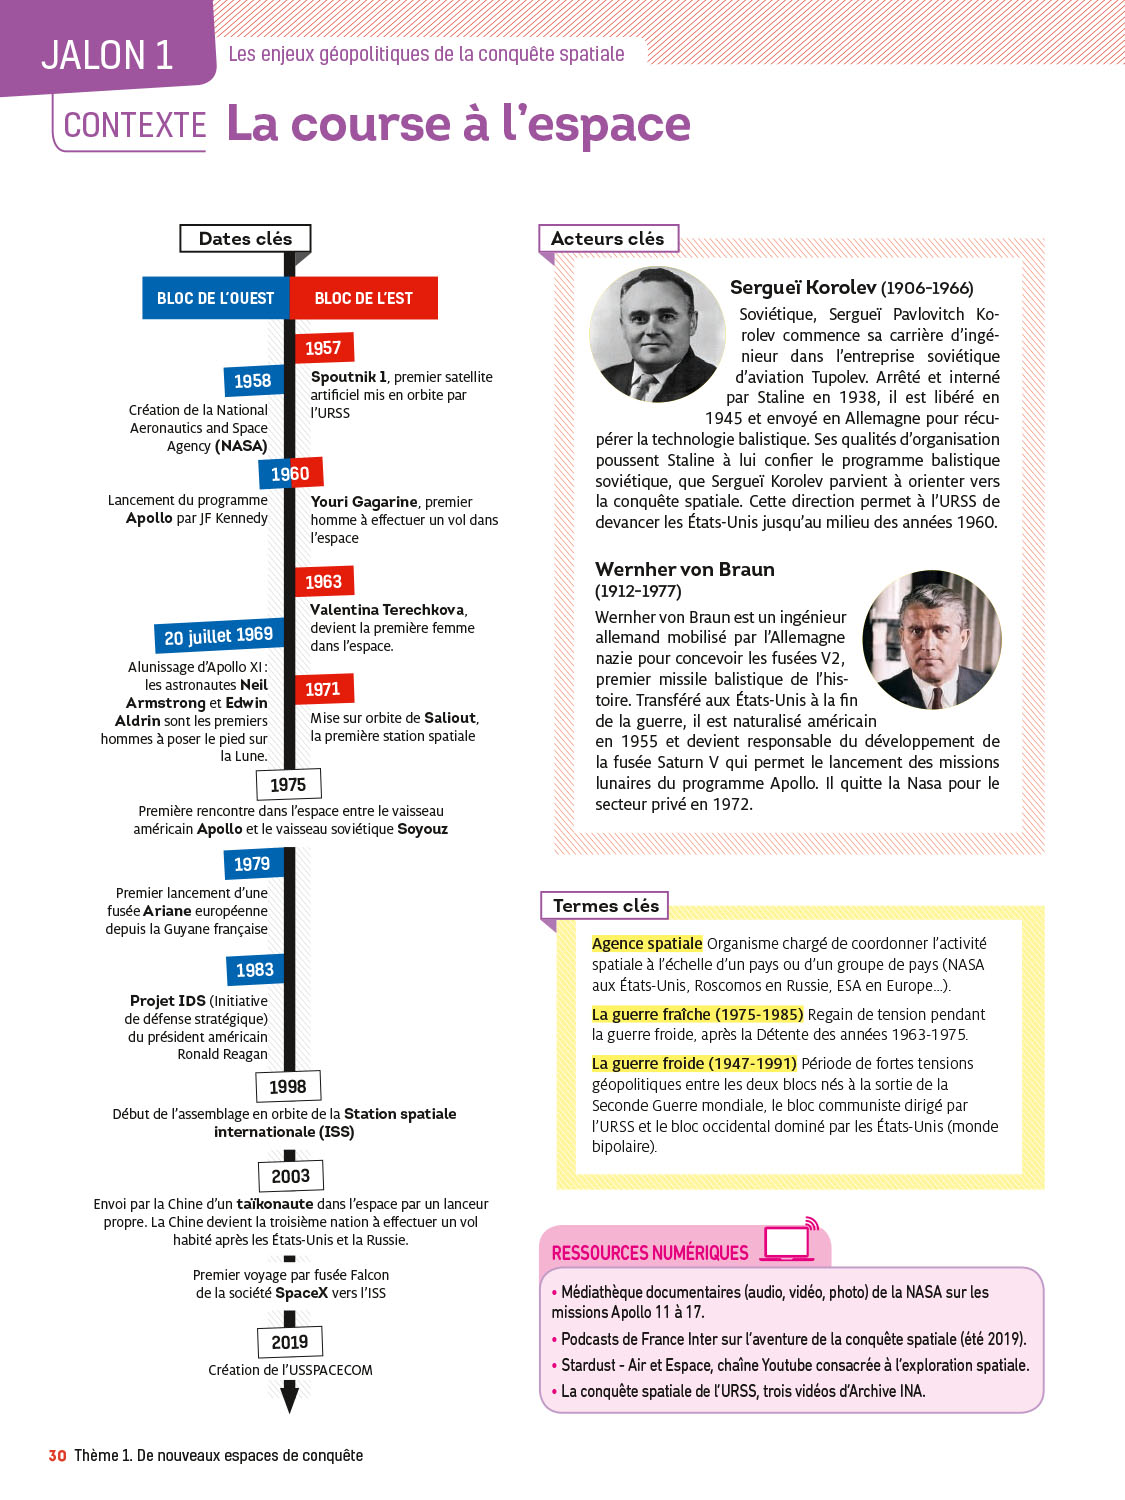 JALON 1
Les enjeux géopolitiques de la conquête spatiale
CONTEXTE
La course à l'espace
Dates clés
BLOC DE L'OUEST
BLOC DE L'EST
1957
Spoutnik 1, premier satellite
artificiel mis en orbite par
l'URSS
1958
Création de la National
Aeronautics and Space
Agency (NASA)
1960
Lancement du programme
Apollo par JF Kennedy
Youri Gagarine, premier
homme à effectuer un vol dans
l'espace
1963
Valentina Terechkova,
devient la première femme
dans l'espace.
20 juillet 1969
Alunissage d'Apollo XI :
les astronautes Neil
Armstrong et Edwin
Aldrin sont les premiers
hommes à poser le pied sur
la Lune.
1971
Mise sur orbite de Saliout,
la première station spatiale
1975
Première rencontre dans l'espace entre le vaisseau
américain Apollo et le vaisseau soviétique Soyouz
1979
Premier lancement d'une
fusée Ariane européenne
depuis la Guyane française
1983
Projet IDS (Initiative
de défense stratégique)
du président américain
Ronald Reagan
1998
Début de l'assemblage en orbite de la Station spatiale
internationale (ISS)
2003
Envoi par la Chine d'un taïkonaute dans l'espace par un lanceur
propre. La Chine devient la troisième nation à effectuer un vol
habité après les États-Unis et la Russie.
Premier voyage par fusée Falcon
de la société SpaceX vers l'ISS
2019
Création de l'USSPACECOM
Acteurs clés
Sergueï Korolev (1906-1966)
Soviétique, Sergueï Pavlovitch Ko-
rolev commence sa carrière d'ingé-
nieur dans l'entreprise soviétique
d'aviation Tupolev. Arrêté et interné
par Staline en 1938, il est libéré en
1945 et envoyé en Allemagne pour récu-
pérer la technologie balistique. Ses qualités d'organisation
poussent Staline à lui confier le programme balistique
soviétique, que Sergueï Korolev parvient à orienter vers
la conquête spatiale. Cette direction permet à l'URSS de
devancer les États-Unis jusqu'au milieu des années 1960.
Wernher von Braun
(1912-1977)
Wernher von Braun est un ingénieur
allemand mobilisé par l'Allemagne
nazie pour concevoir les fusées V2,
premier missile balistique de l'his-
toire. Transféré aux États-Unis à la fin
de la guerre, il est naturalisé américain
en 1955 et devient responsable du développement de
la fusée Saturn V qui permet le lancement des missions
lunaires du programme Apollo. Il quitte la Nasa pour le
secteur privé en 1972.
Termes clés
Agence spatiale Organisme chargé de coordonner l'activité
spatiale à l'échelle d'un pays ou d'un groupe de pays (NASA
aux États-Unis, Roscomos en Russie, ESA en Europe...).
La guerre fraîche (1975-1985) Regain de tension pendant
la guerre froide, après la Détente des années 1963-1975.
La guerre froide (1947-1991) Période de fortes tensions
géopolitiques entre les deux blocs nés à la sortie de la
Seconde Guerre mondiale, le bloc communiste dirigé par
l'URSS et le bloc occidental dominé par les États-Unis (monde
bipolaire).
RESSOURCES NUMÉRIQUES
• Médiathèque documentaires (audio, vidéo, photo) de la NASA sur les
missions Apollo 11 à 17.
• Podcasts de France Inter sur l'aventure de la conquête spatiale (été 2019).
• Stardust - Air et Espace, chaîne Youtube consacrée à l'exploration spatiale.
• La conquête spatiale de l'URSS, trois vidéos d'Archive INA.
30 Thème 1. De nouveaux espaces de conquête